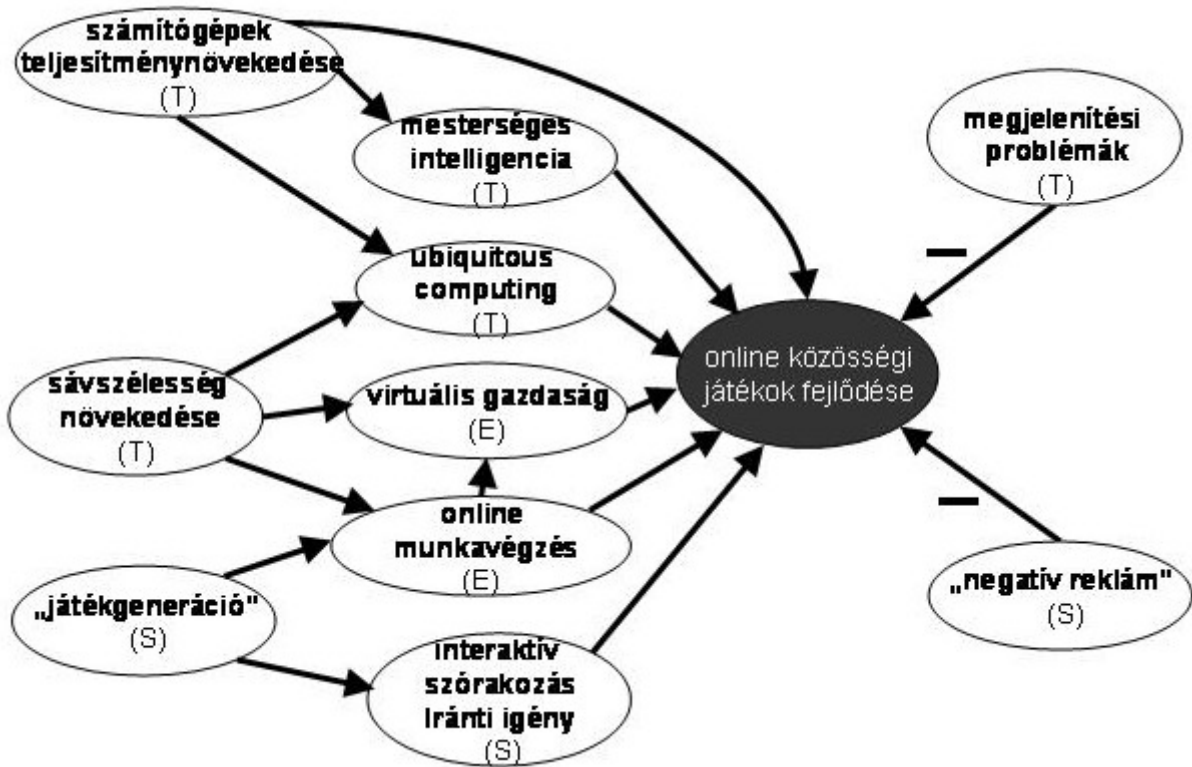 számítógépek
teljesítménynövekedése
(T)
mesterséges
intelligencia
(T)
megjelenítési
problémák
(T)
ubiquitous
computing
(T)
online közösségi
játékok fejlődése
sávszélesség
növekedése
(T)
virtuális gazdaság
(E)
online
munkavégzés
(E)
„játékgeneráció"
(S)
„negatív reklám"
(S)
interaktív
szórakozás
iránti igény
(S)